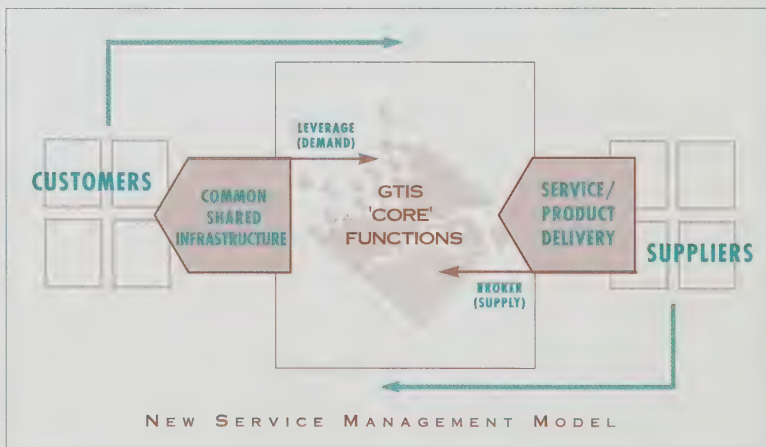 LEVERAGE
(DEMAND)
CUSTOMERS
COMMON
SHARED
INFRASTRUCTURE
GTIS
'CORE'
FUNCTIONS
SERVICE/
PRODUCT
DELIVERY
SUPPLIERS
BROKER
(SUPPLY)
NEW SERVICE MANAGEMENT MODEL